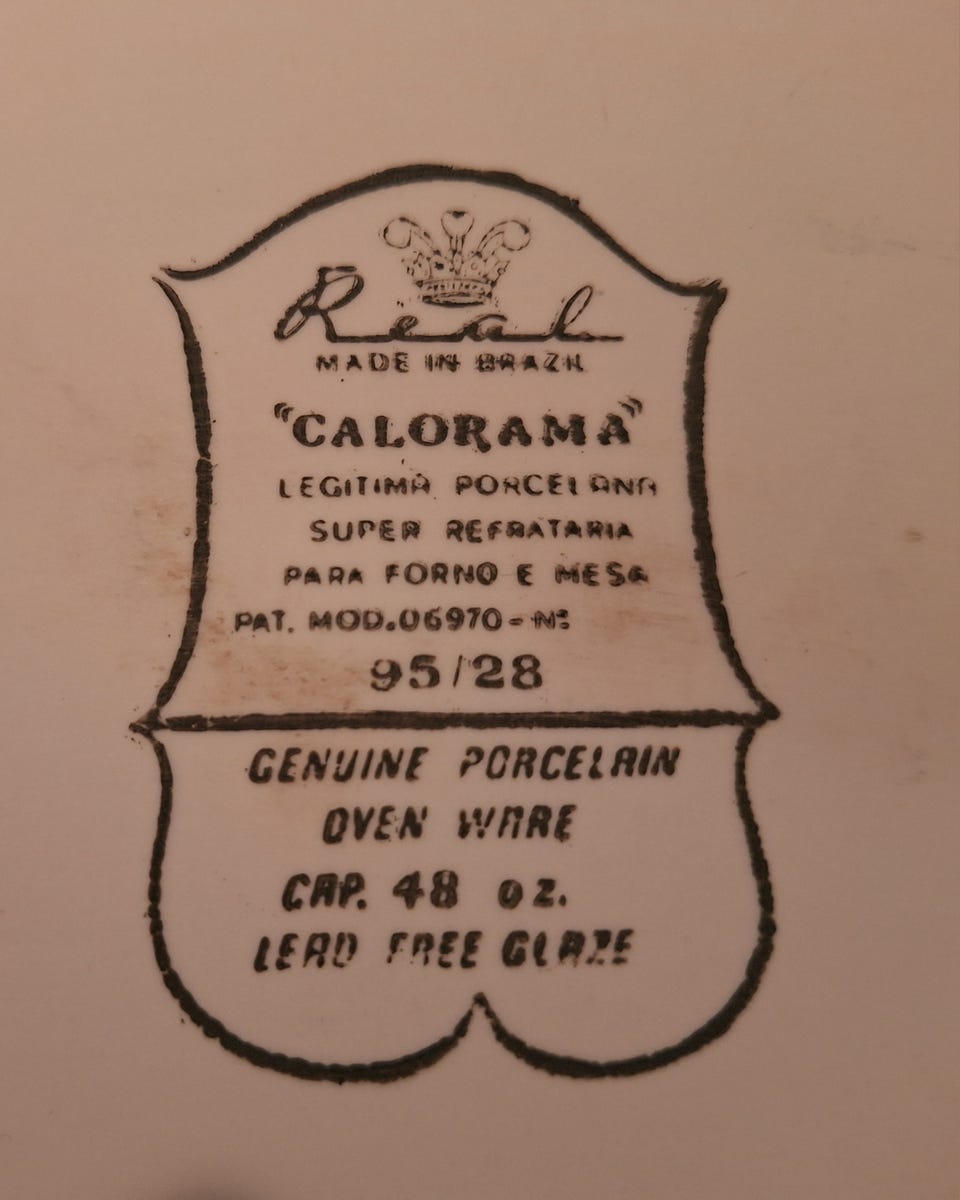 Real
MADE IN BRAZIL
"CALORAMA"
LEGITIMA PORCELANA
SUPER REFRATARIA
PARA FORNO E MESA
PAT. MOD.06970-Nº
95/28
GENUINE PORCELAIN
OVEN WARE
CAP. 48 oz.
LEAD FREE GLAZE